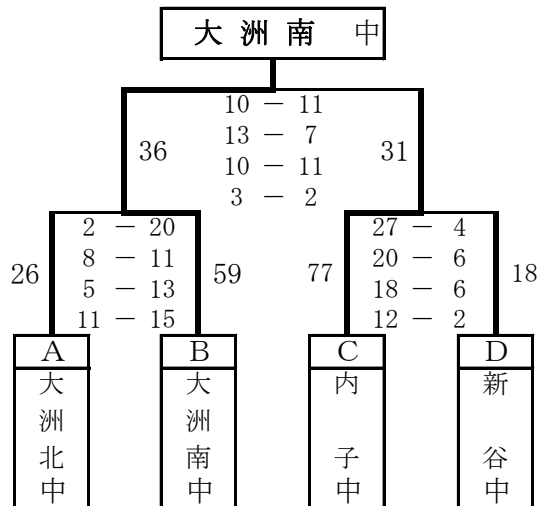 大洲南 中
10 － 11
36 13 － 7 31
10 － 11
3 － 2
2 － 20 27 － 4
26 8 － 11 59 77 20 － 6 18
5 － 13 18 － 6
11 － 15 12 － 2
A B C D
大洲北中
大洲南中
内子中
新谷中